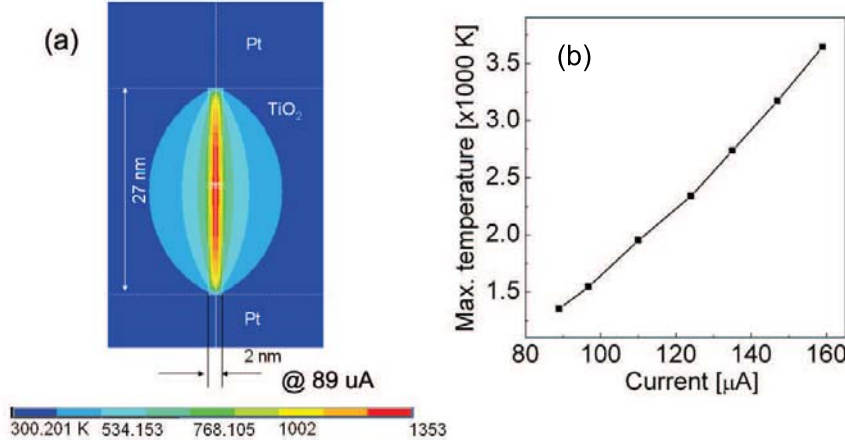 (a)
Pt
TiO₂
27 nm
Pt
2 nm
@ 89 uA
300.201 K 534.153 768.105 1002 1353
(b)
Max. temperature [x1000 K]
3.5
3.0
2.5
2.0
1.5
80 100 120 140 160
Current [μA]